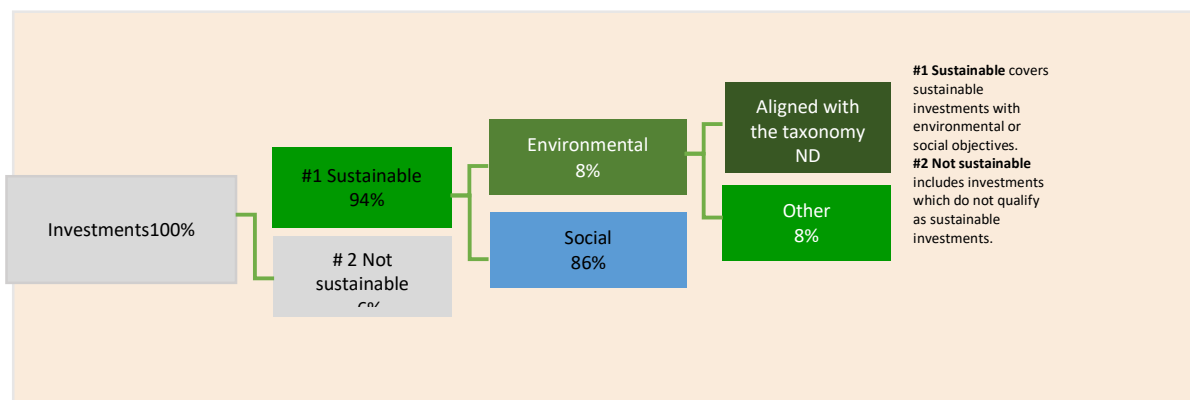 Investments100%
#1 Sustainable
94%
# 2 Not
sustainable
6%
Environmental
8%
Social
86%
Aligned with
the taxonomy
ND
Other
8%
#1 Sustainable covers
sustainable
investments with
environmental or
social objectives.
#2 Not sustainable
includes investments
which do not qualify
as sustainable
investments.